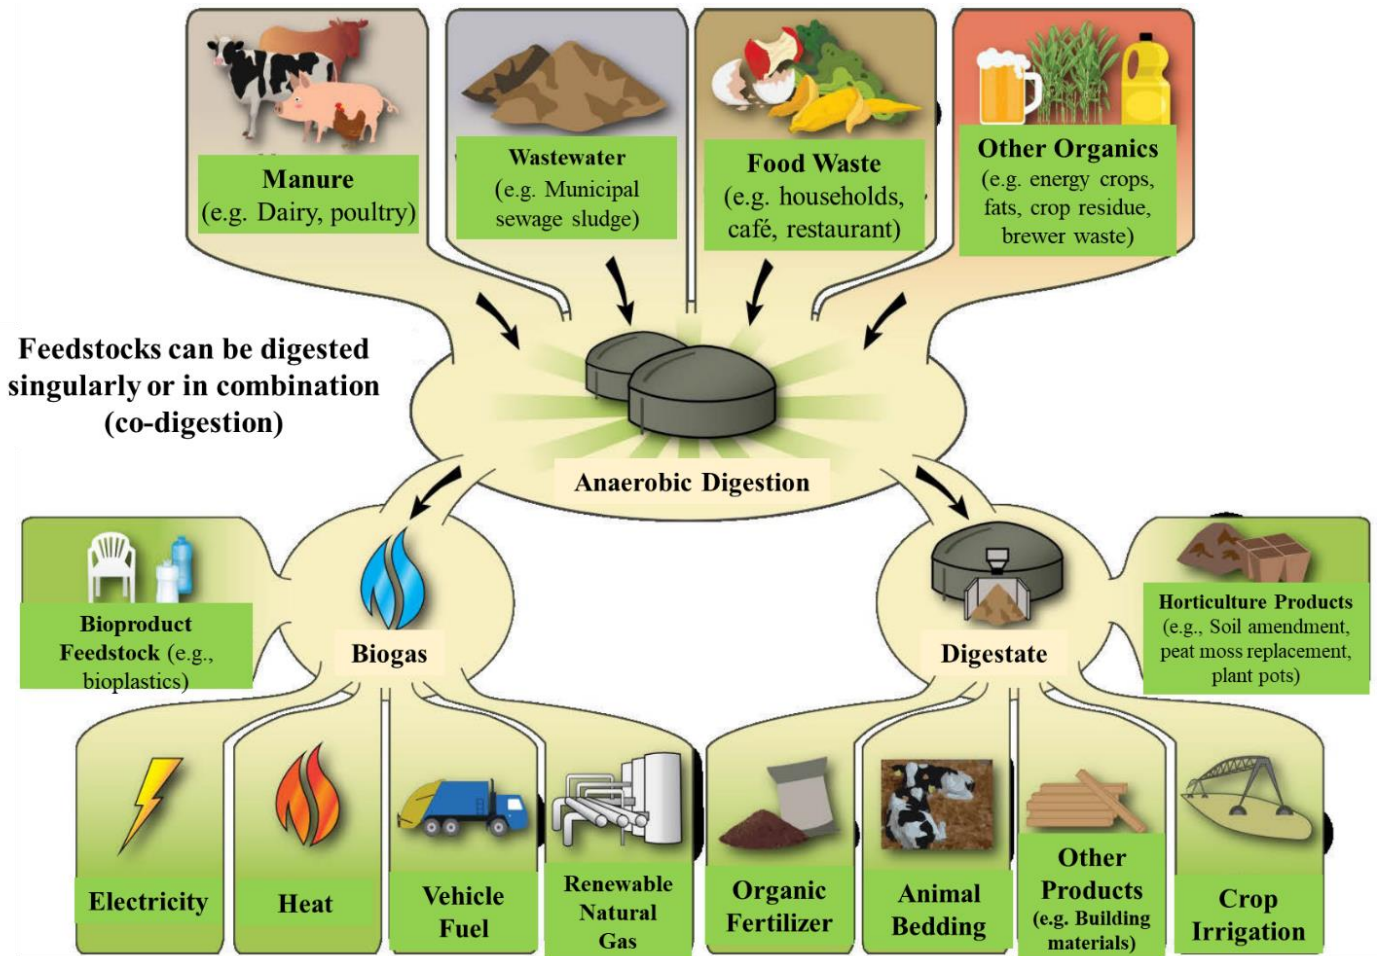 Manure
(e.g. Dairy, poultry)
Wastewater
(e.g. Municipal
sewage sludge)
Food Waste
(e.g. households,
café, restaurant)
Other Organics
(e.g. energy crops,
fats, crop residue,
brewer waste)
Feedstocks can be digested
singularly or in combination
(co-digestion)
Anaerobic Digestion
Bioproduct
Feedstock (e.g.,
bioplastics)
Biogas
Digestate
Horticulture Products
(e.g., Soil amendment,
peat moss replacement,
plant pots)
Electricity
Heat
Vehicle
Fuel
Renewable
Natural
Gas
Organic
Fertilizer
Animal
Bedding
Other
Products
(e.g. Building
materials)
Crop
Irrigation